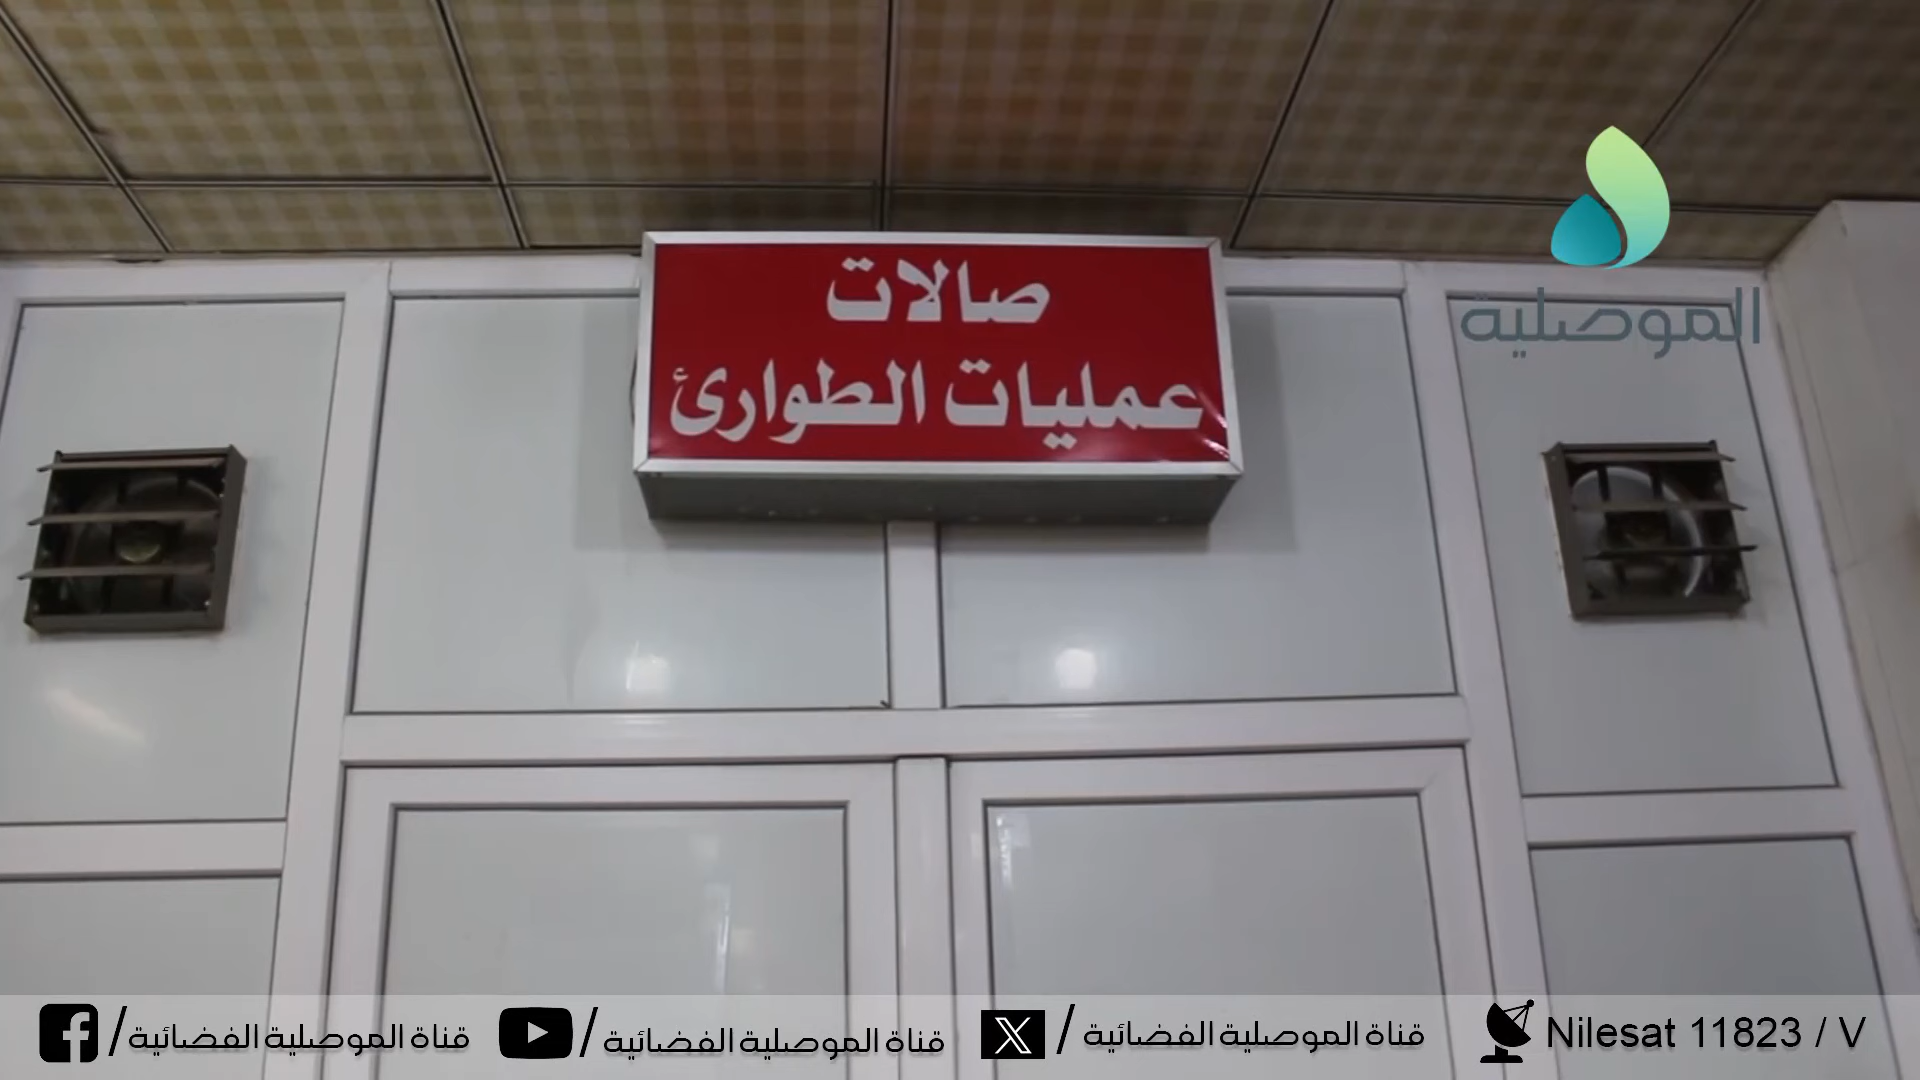 صالات
عمليات الطوارئ
الموصلية
/قناة الموصلية الفضائية
/قناة الموصلية الفضائية
/قناة الموصلية الفضائية
Nilesat 11823 / V